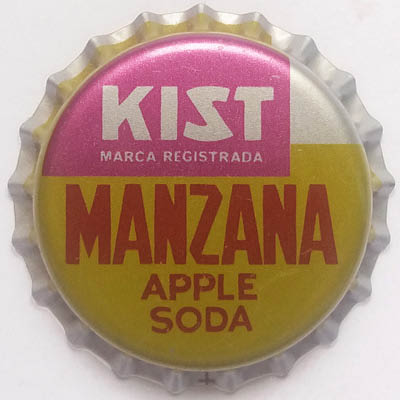 KIST
MARCA REGISTRADA
MANZANA
APPLE
SODA